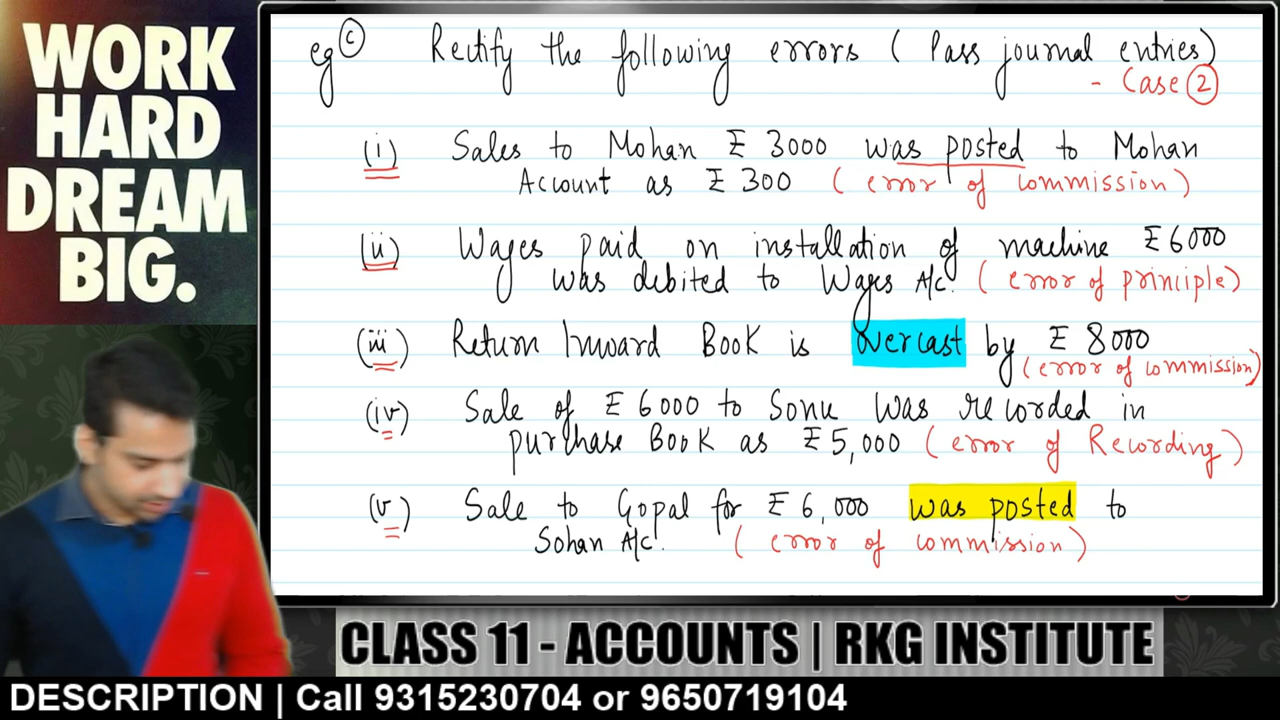 WORK
HARD
DREAM
BIG.
eg (c) Rectify the following errors ( Pass journal entries)
- Case (2)
(i) Sales to Mohan ₹ 3000 was posted to Mohan
Account as ₹ 300 ( error of commission )
(ii) Wages paid on installation of machine ₹ 6000
was debited to Wages A/c. ( error of principle )
(iii) Return Inward Book is overcast by ₹ 8000
( error of commission )
(iv) Sale of ₹ 6000 to Sonu was recorded in
purchase Book as ₹ 5,000 ( error of Recording )
(v) Sale to Gopal for ₹ 6,000 was posted to
Sohan A/c. ( error of commission )
CLASS 11 - ACCOUNTS | RKG INSTITUTE
DESCRIPTION | Call 9315230704 or 9650719104